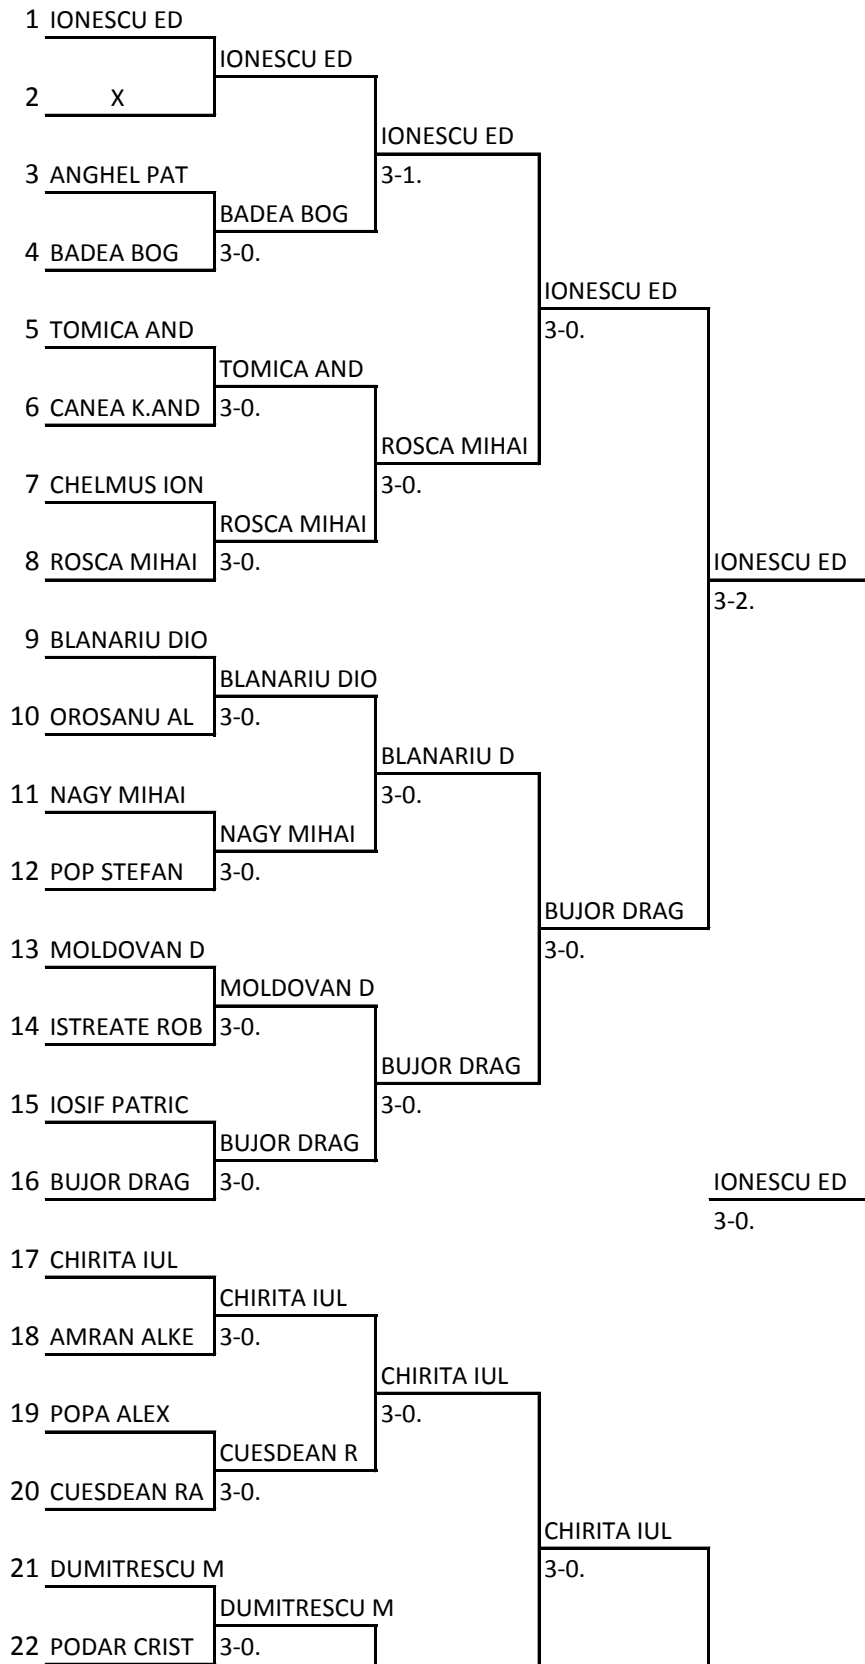 1 IONESCU ED
IONESCU ED
2 X
IONESCU ED
3 ANGHEL PAT 3-1.
BADEA BOG
4 BADEA BOG 3-0.
IONESCU ED
5 TOMICA AND 3-0.
TOMICA AND
6 CANEA K.AND 3-0.
ROSCA MIHAI
7 CHELMUS ION 3-0.
ROSCA MIHAI
8 ROSCA MIHAI 3-0. IONESCU ED
3-2.
9 BLANARIU DIO
BLANARIU DIO
10 OROSANU AL 3-0.
BLANARIU D
11 NAGY MIHAI 3-0.
NAGY MIHAI
12 POP STEFAN 3-0.
BUJOR DRAG
13 MOLDOVAN D 3-0.
MOLDOVAN D
14 ISTREATE ROB 3-0.
BUJOR DRAG
15 IOSIF PATRIC 3-0.
BUJOR DRAG
16 BUJOR DRAG 3-0. IONESCU ED
3-0.
17 CHIRITA IUL
CHIRITA IUL
18 AMRAN ALKE 3-0.
CHIRITA IUL
19 POPA ALEX 3-0.
CUESDEAN R
20 CUESDEAN RA 3-0.
CHIRITA IUL
21 DUMITRESCU M 3-0.
DUMITRESCU M
22 PODAR CRIST 3-0.